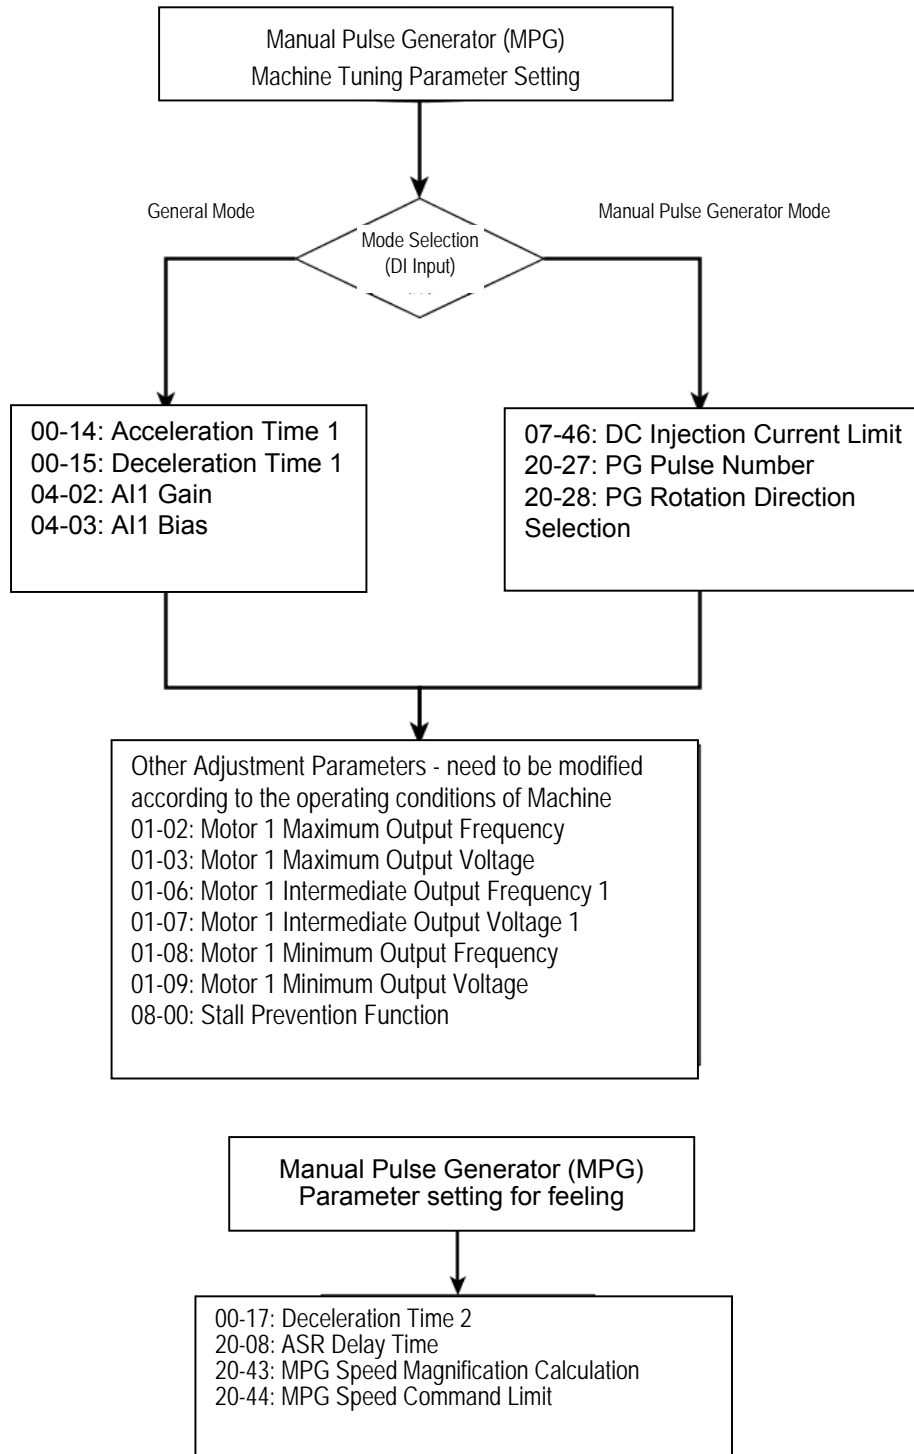 Manual Pulse Generator (MPG)
Machine Tuning Parameter Setting
General Mode
Manual Pulse Generator Mode
Mode Selection
(DI Input)
00-14: Acceleration Time 1
00-15: Deceleration Time 1
04-02: AI1 Gain
04-03: AI1 Bias
07-46: DC Injection Current Limit
20-27: PG Pulse Number
20-28: PG Rotation Direction
Selection
Other Adjustment Parameters - need to be modified
according to the operating conditions of Machine
01-02: Motor 1 Maximum Output Frequency
01-03: Motor 1 Maximum Output Voltage
01-06: Motor 1 Intermediate Output Frequency 1
01-07: Motor 1 Intermediate Output Voltage 1
01-08: Motor 1 Minimum Output Frequency
01-09: Motor 1 Minimum Output Voltage
08-00: Stall Prevention Function
Manual Pulse Generator (MPG)
Parameter setting for feeling
00-17: Deceleration Time 2
20-08: ASR Delay Time
20-43: MPG Speed Magnification Calculation
20-44: MPG Speed Command Limit